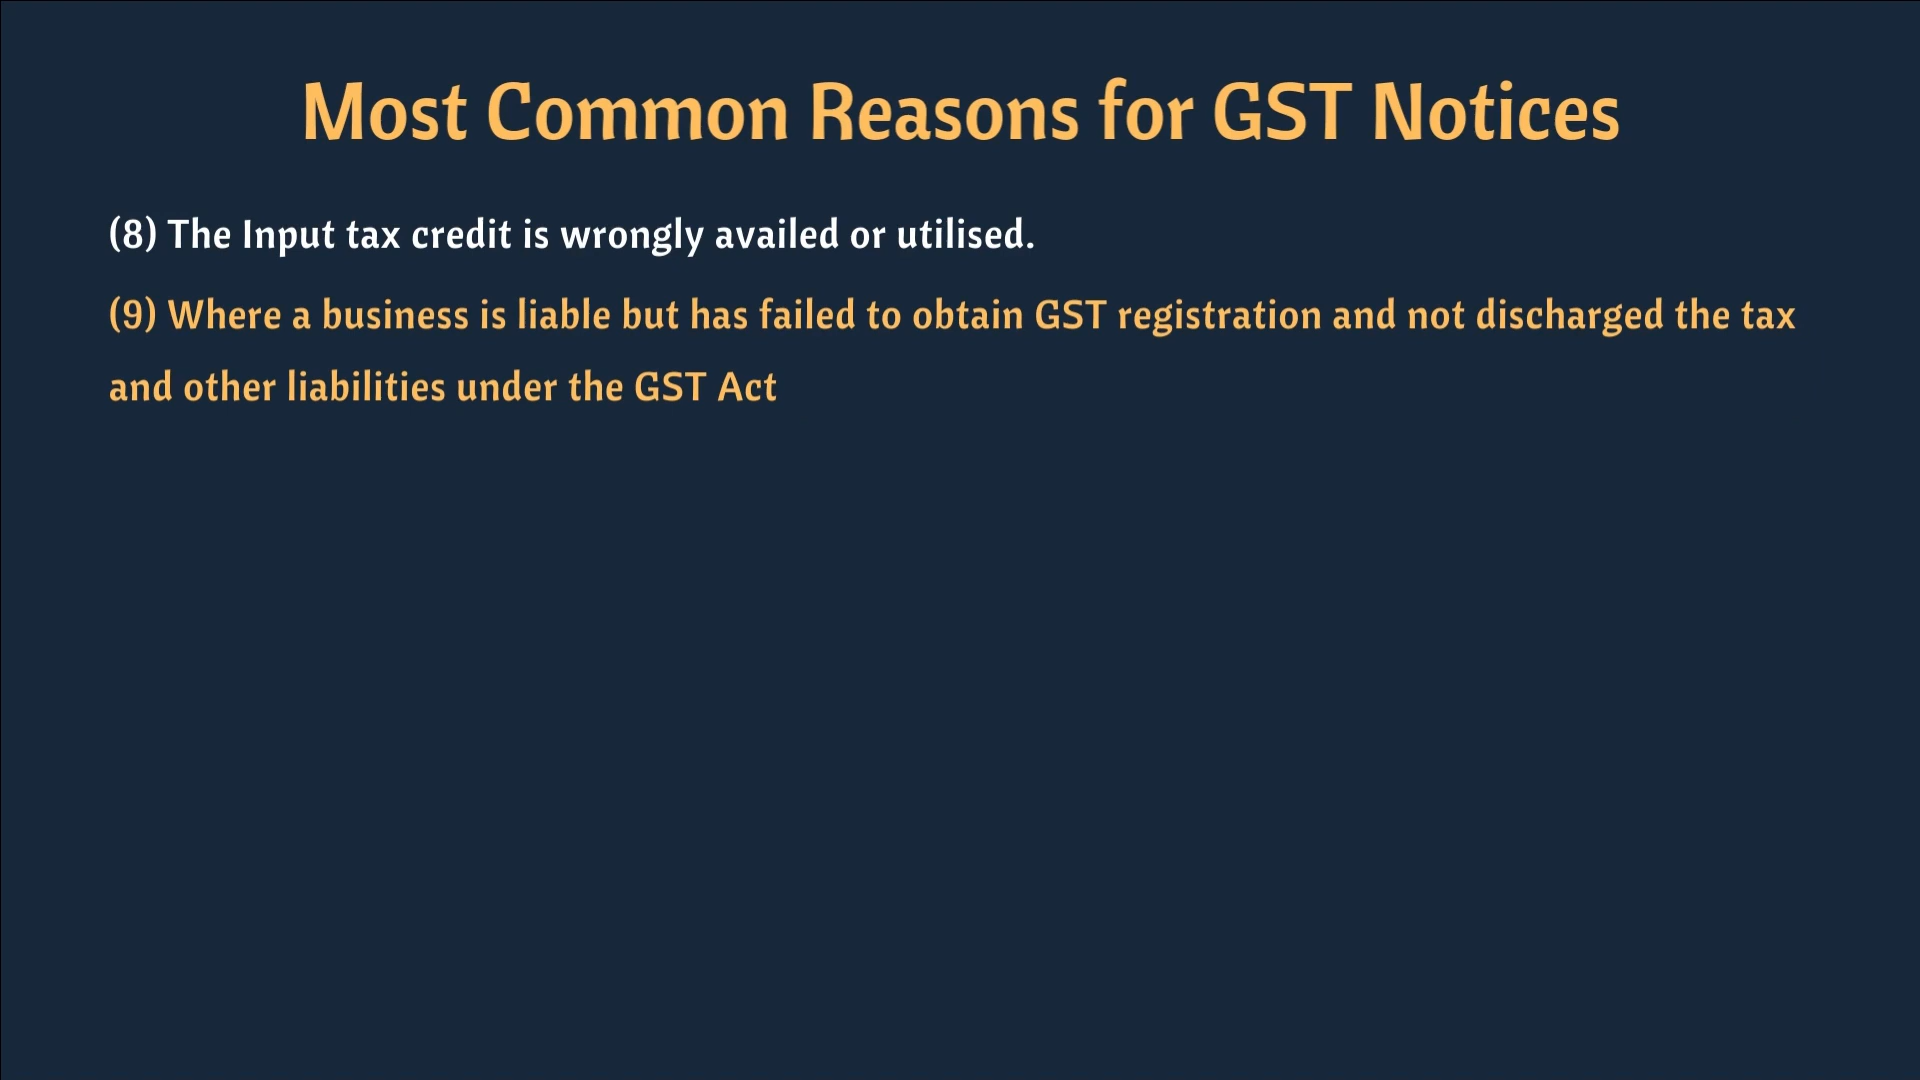 Most Common Reasons for GST Notices
(8) The Input tax credit is wrongly availed or utilised.
(9) Where a business is liable but has failed to obtain GST registration and not discharged the tax
and other liabilities under the GST Act